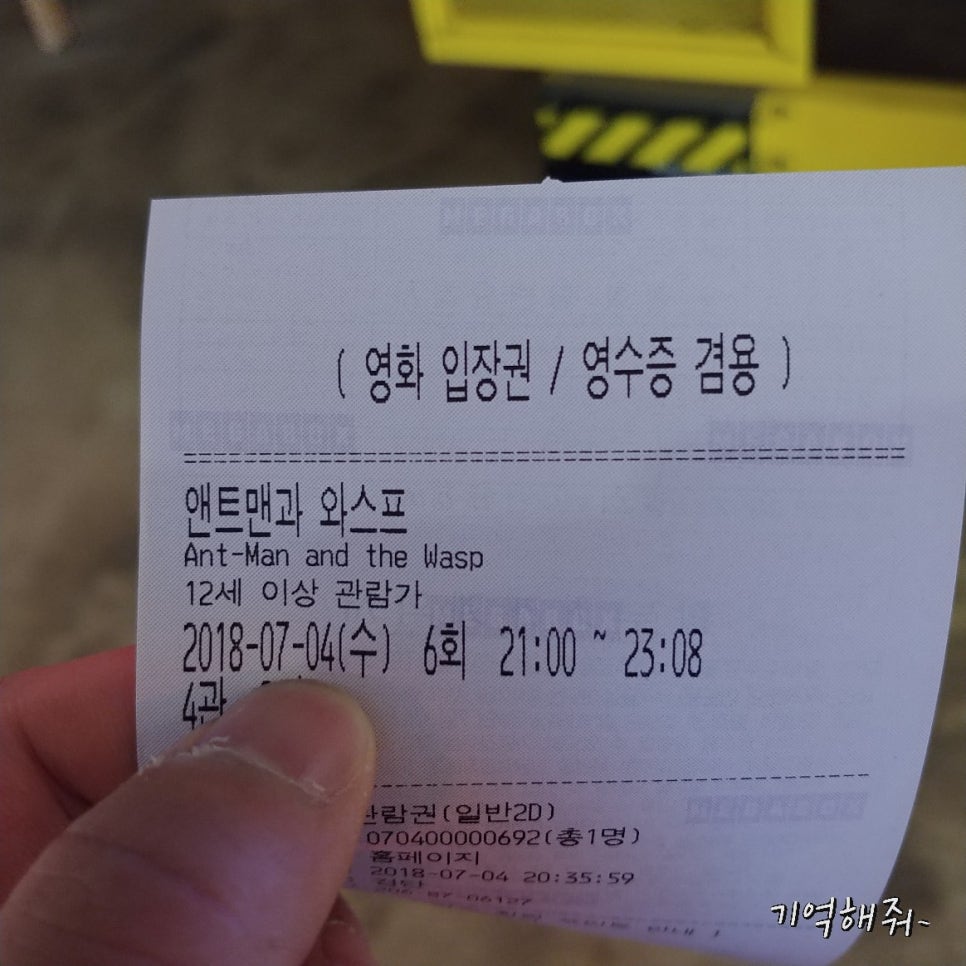 ( 영화 입장권 / 영수증 겸용 )
앤트맨과 와스프
Ant-Man and the Wasp
12세 이상 관람가
2018-07-04(수) 6회 21:00 ~ 23:08
4관
관람권(일반2D)
070400000692(총1명)
홈페이지
2018-07-04 20:35:59
87-06127
기억해줘~